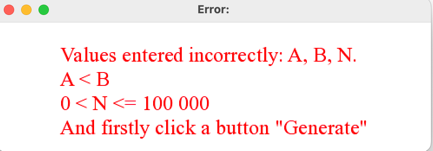 Error:
Values entered incorrectly: A, B, N.
A < B
0 < N <= 100 000
And firstly click a button "Generate"